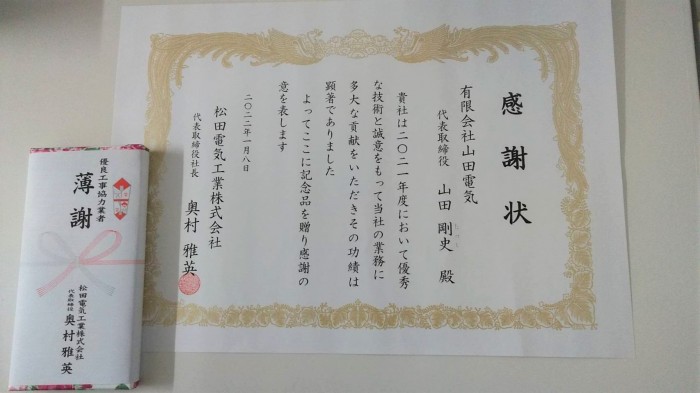 感謝状
有限会社山田電気
代表取締役 山田 剛史 殿
貴社は二〇二一年度において優秀
な技術と誠意をもって当社の業務に
多大な貢献をいただきその功績は
顕著でありました
よってここに記念品を贈り感謝の
意を表します
二〇二二年一月八日
松田電気工業株式会社
代表取締役社長 奥村 雅英
優良工事協力業者
薄謝
松田電気工業株式会社
代表取締役 奥村雅英